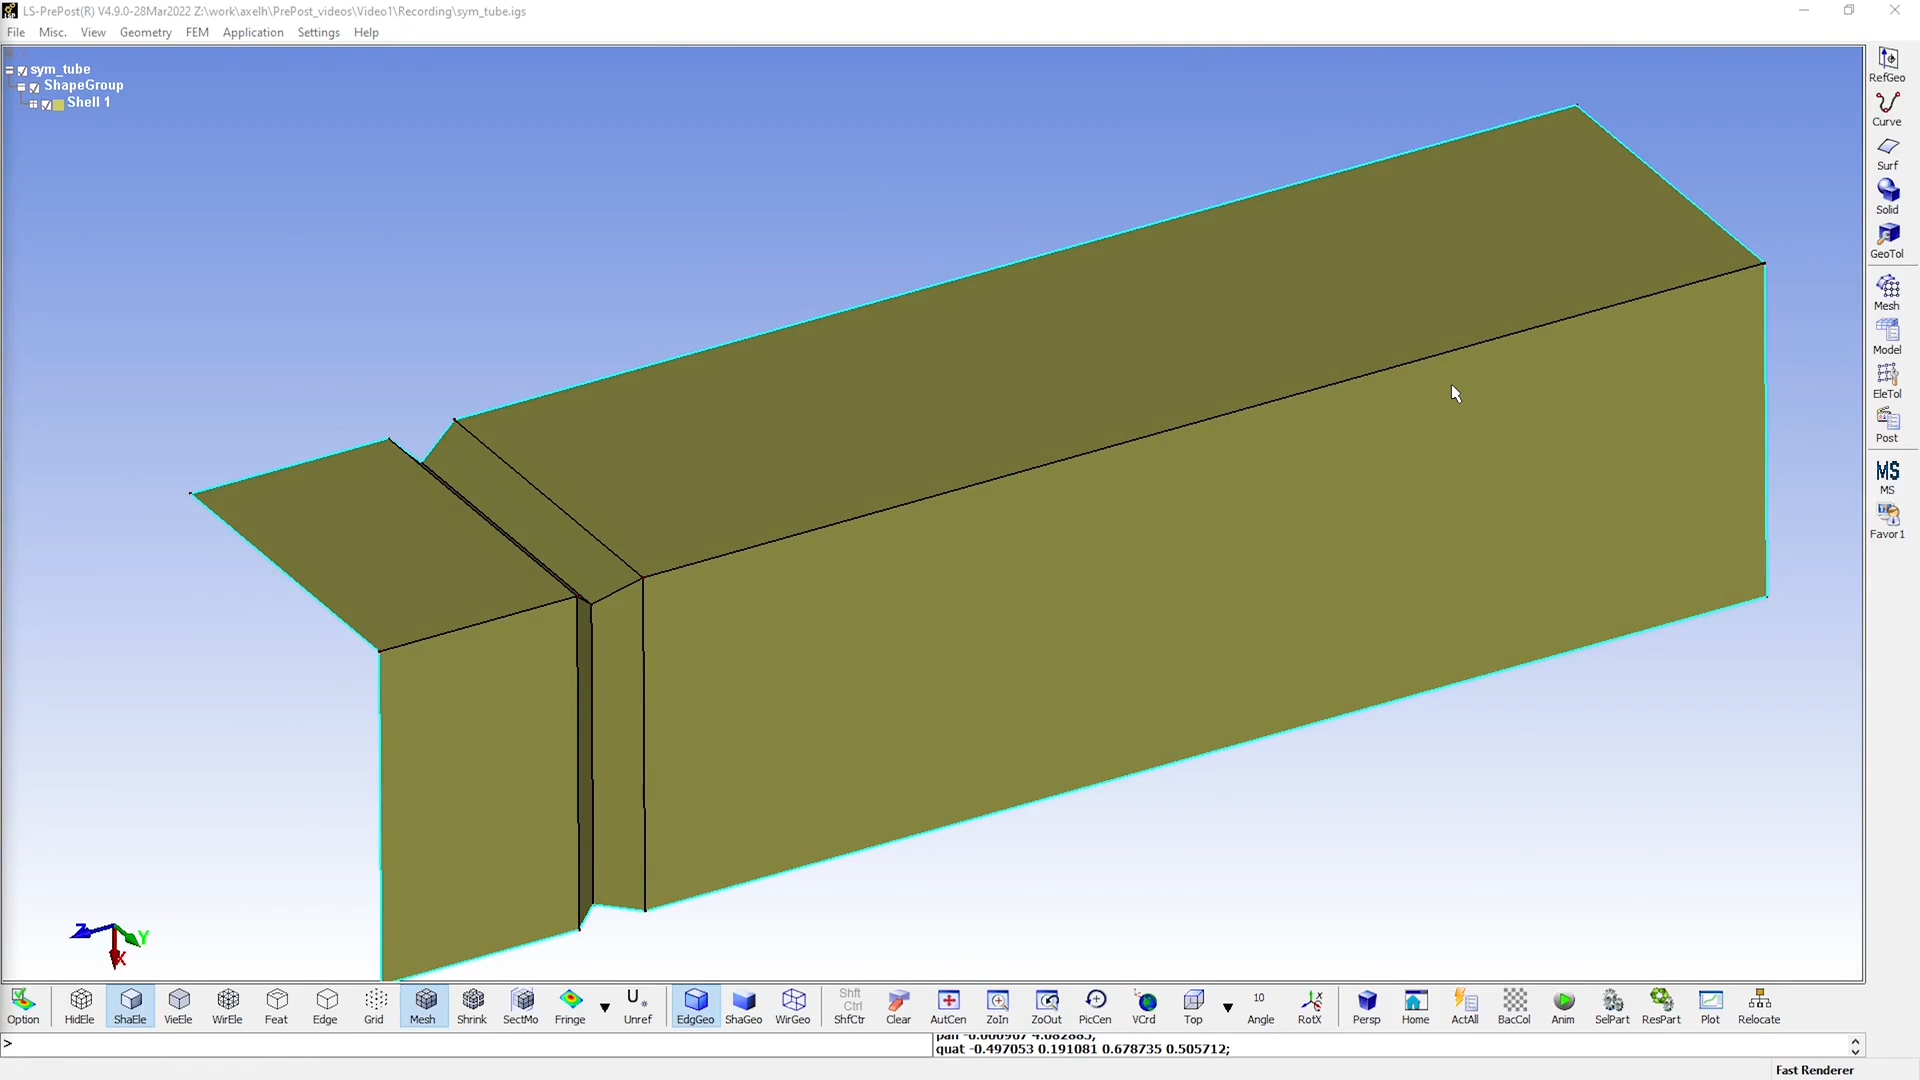 LS-PrePost(R) V4.9.0-28Mar2022 Z:\work\axelh\PrePost_videos\Video1\Recording\sym_tube.igs
File Misc. View Geometry FEM Application Settings Help
sym_tube
ShapeGroup
Shell 1
RefGeo
Curve
Surf
Solid
GeoTol
Mesh
Model
EleTol
Post
MS
MS
Favor1
Z
Y
X
Option HidEle ShaEle VieEle WirEle Feat Edge Grid Mesh Shrink SectMo Fringe U Unref EdgGeo ShaGeo WirGeo Shft Ctrl ShfCtr Clear AutCen ZoIn ZoOut PicCen VCrd Top 10 Angle RotX Persp Home ActAll BacCol Anim SelPart ResPart Plot Relocate
>
quat -0.497053 0.191081 0.678735 0.505712;
Fast Renderer